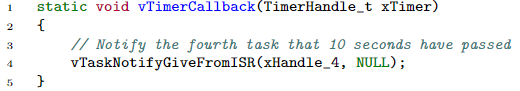 1 static void vTimerCallback(TimerHandle_t xTimer)
2 {
3 // Notify the fourth task that 10 seconds have passed
4 vTaskNotifyGiveFromISR(xHandle_4, NULL);
5 }